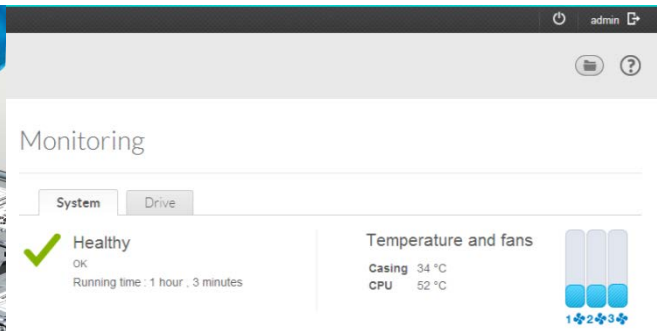 admin
?
Monitoring
System Drive
Healthy
OK
Running time : 1 hour , 3 minutes
Temperature and fans
Casing 34 °C
CPU 52 °C
1 2 3